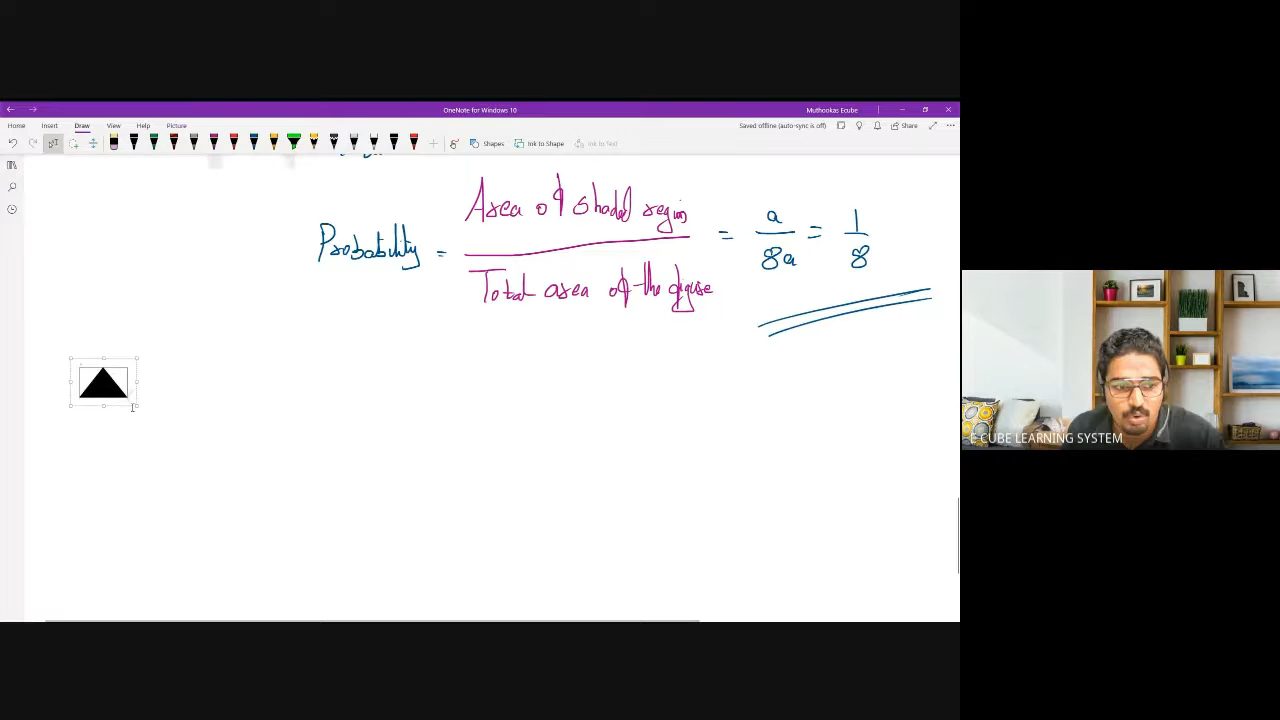 OneNote for Windows 10
Muthookas Ecube
Home Insert Draw View Help Picture
Saved offline (auto-sync is off)
Share
Shapes
Ink to Shape
Ink to Text
Probability = Area of shaded region / Total area of the figure = a / 8a = 1 / 8
E CUBE LEARNING SYSTEM